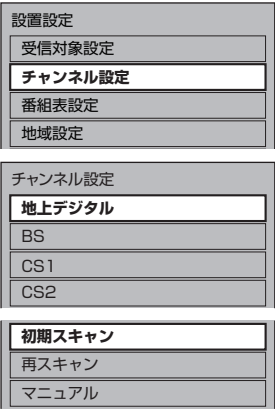 設置設定
受信対象設定
チャンネル設定
番組表設定
地域設定
チャンネル設定
地上デジタル
BS
CS1
CS2
初期スキャン
再スキャン
マニュアル